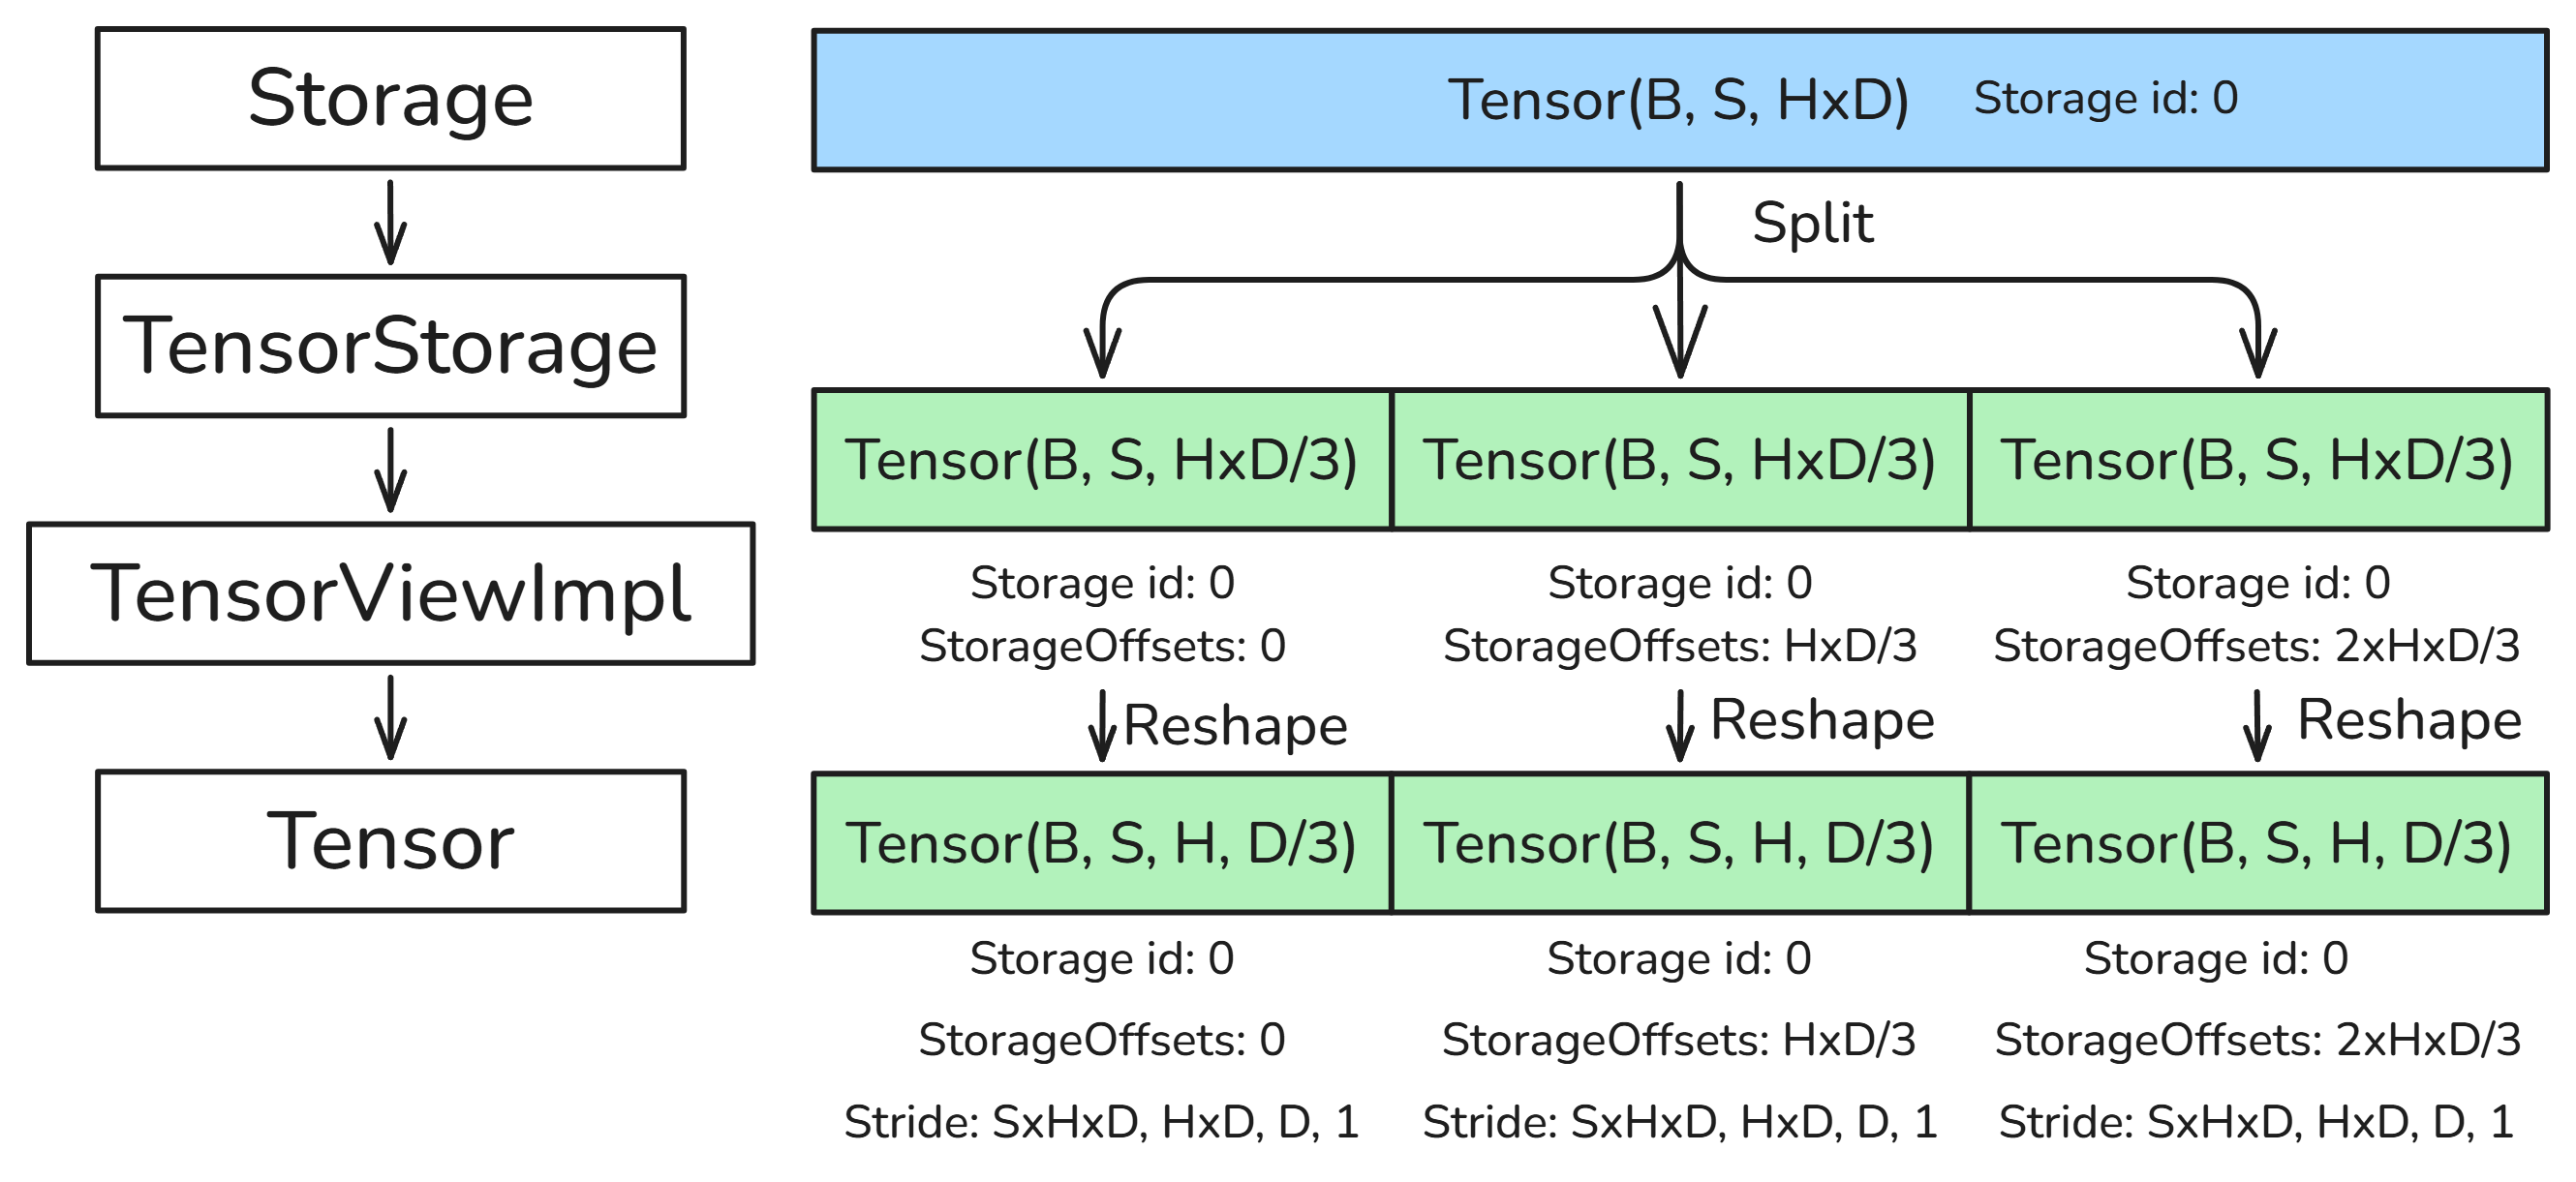 Storage
TensorStorage
TensorViewImpl
Tensor
Tensor(B, S, HxD) Storage id: 0
Split
Tensor(B, S, HxD/3) Tensor(B, S, HxD/3) Tensor(B, S, HxD/3)
Storage id: 0 Storage id: 0 Storage id: 0
StorageOffsets: 0 StorageOffsets: HxD/3 StorageOffsets: 2xHxD/3
Reshape Reshape Reshape
Tensor(B, S, H, D/3) Tensor(B, S, H, D/3) Tensor(B, S, H, D/3)
Storage id: 0 Storage id: 0 Storage id: 0
StorageOffsets: 0 StorageOffsets: HxD/3 StorageOffsets: 2xHxD/3
Stride: SxHxD, HxD, D, 1 Stride: SxHxD, HxD, D, 1 Stride: SxHxD, HxD, D, 1